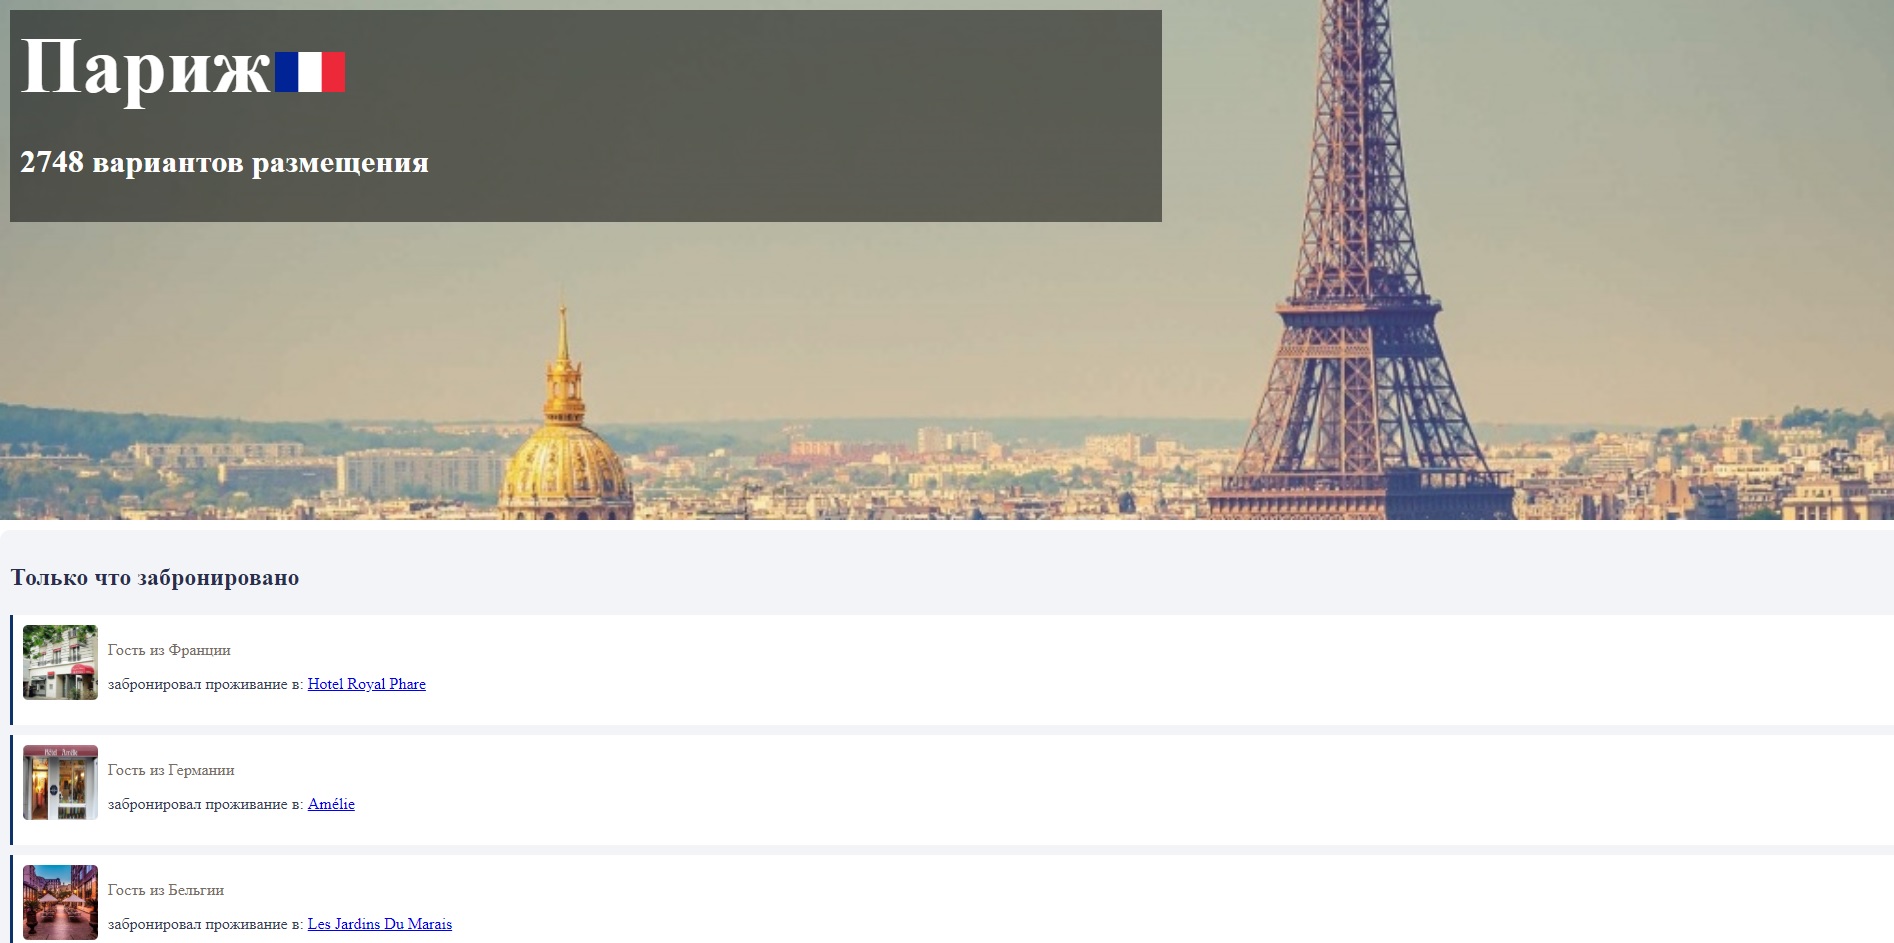 Париж
2748 вариантов размещения
Только что забронировано
Гость из Франции
забронировал проживание в: Hotel Royal Phare
Гость из Германии
забронировал проживание в: Amélie
Гость из Бельгии
забронировал проживание в: Les Jardins Du Marais